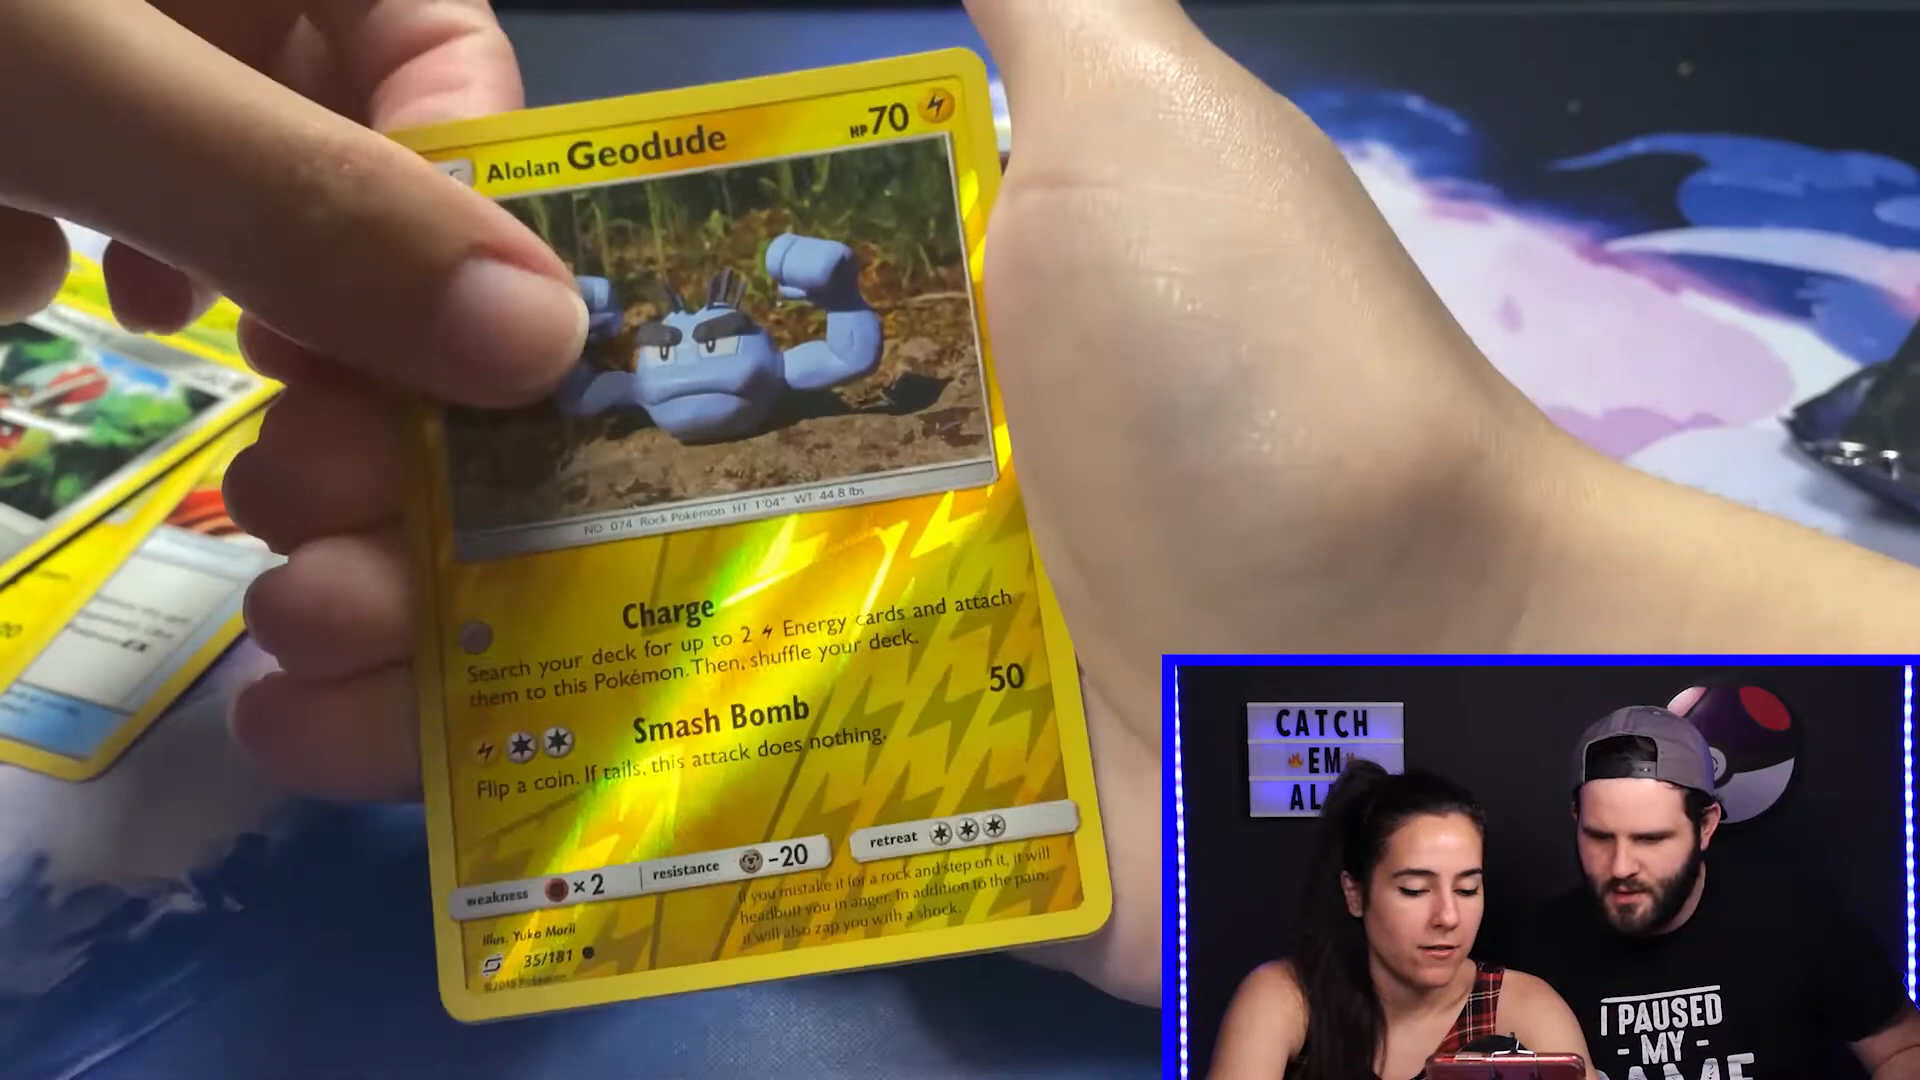 Alolan Geodude HP 70
NO. 074 Rock Pokémon HT 1'04" WT 44.8 lbs
Charge
Search your deck for up to 2 Energy cards and attach
them to this Pokémon. Then, shuffle your deck.
Smash Bomb 50
Flip a coin. If tails, this attack does nothing.
weakness ×2 resistance -20 retreat
If you mistake it for a rock and step on it, it will
headbutt you in anger. In addition to the pain,
it will also zap you with a shock.
Illus. Yuka Morii
35/181
©2019 Pokémon
CATCH
EM
I PAUSED
- MY -